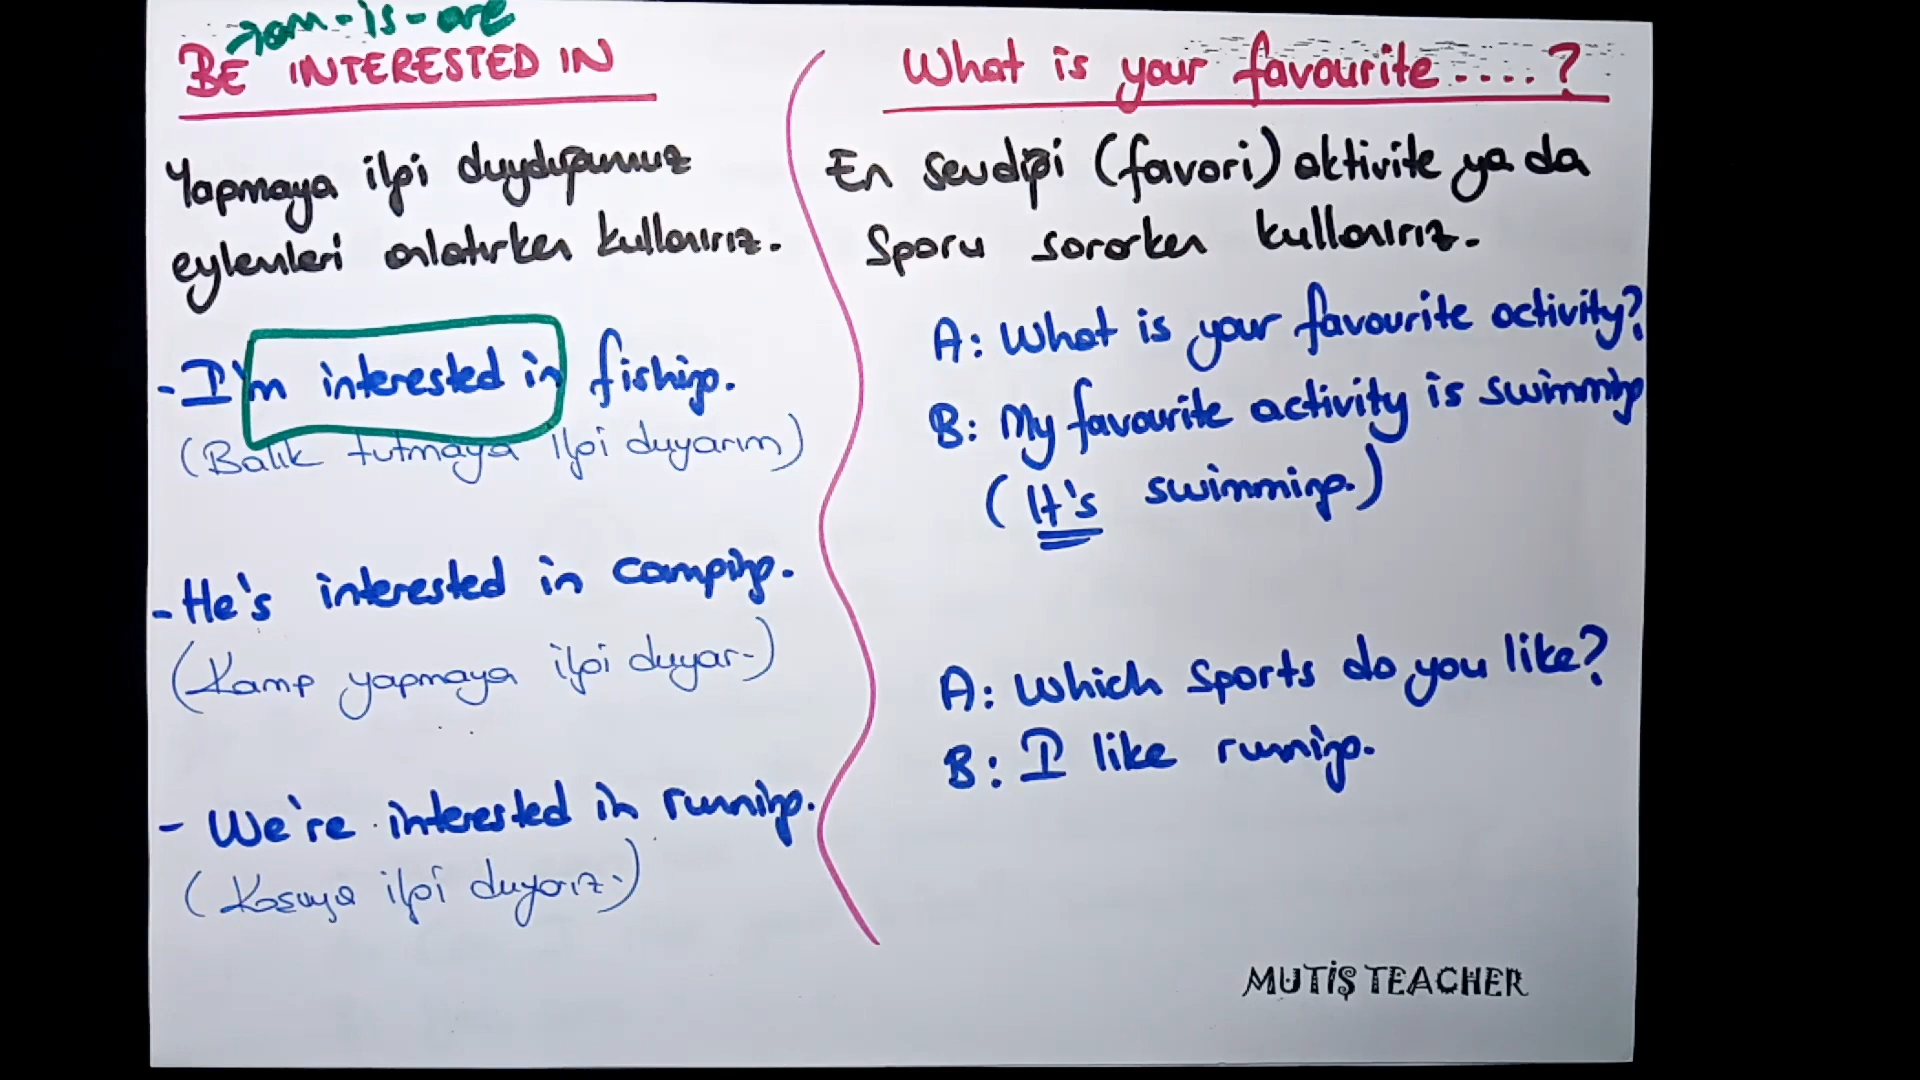 →am-is-are
BE INTERESTED IN
Yapmaya ilgi duyduğumuz
eylemleri anlatırken kullanırız.
- I'm interested in fishing.
(Balık tutmaya ilgi duyarım)
- He's interested in camping.
(Kamp yapmaya ilgi duyar.)
- We're interested in running.
(Koşuya ilgi duyarız.)
What is your favourite ....?
En sevdiği (favori) aktivite ya da
sporu sorarken kullanırız.
A: What is your favourite activity?
B: My favourite activity is swimming
(It's swimming.)
A: Which sports do you like?
B: I like running.
MUTİŞ TEACHER